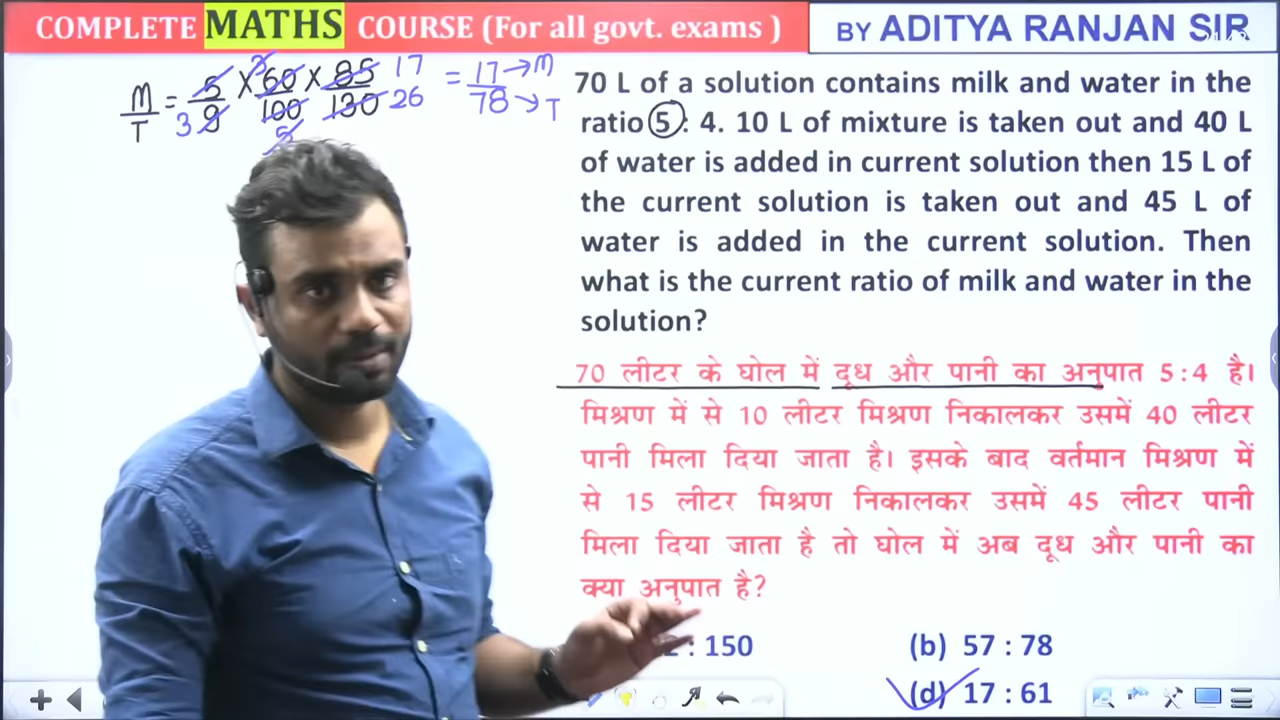 COMPLETE MATHS COURSE (For all govt. exams )
BY ADITYA RANJAN SIR
M/T = 5/9 × 60/100 × 85/130 = 17/78
3 3 5 17 26
→ M
→ T
70 L of a solution contains milk and water in the
ratio 5 : 4. 10 L of mixture is taken out and 40 L
of water is added in current solution then 15 L of
the current solution is taken out and 45 L of
water is added in the current solution. Then
what is the current ratio of milk and water in the
solution?
70 लीटर के घोल में दूध और पानी का अनुपात 5 : 4 है।
मिश्रण में से 10 लीटर मिश्रण निकालकर उसमें 40 लीटर
पानी मिला दिया जाता है। इसके बाद वर्तमान मिश्रण में
से 15 लीटर मिश्रण निकालकर उसमें 45 लीटर पानी
मिला दिया जाता है तो घोल में अब दूध और पानी का
क्या अनुपात है?
: 150
(b) 57 : 78
(d) 17 : 61